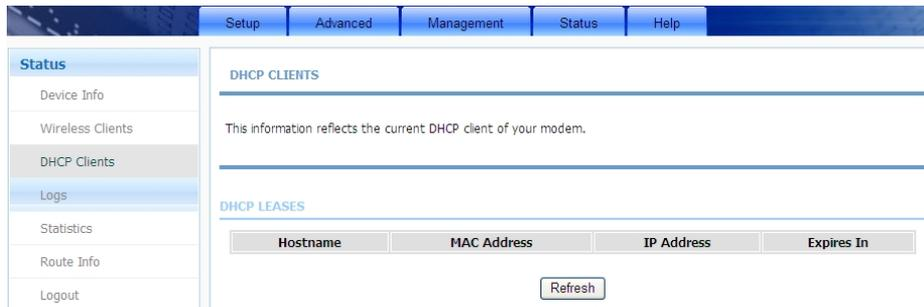 Setup Advanced Management Status Help
Status
Device Info
Wireless Clients
DHCP Clients
Logs
Statistics
Route Info
Logout
DHCP CLIENTS
This information reflects the current DHCP client of your modem.
DHCP LEASES
Hostname MAC Address IP Address Expires In
Refresh